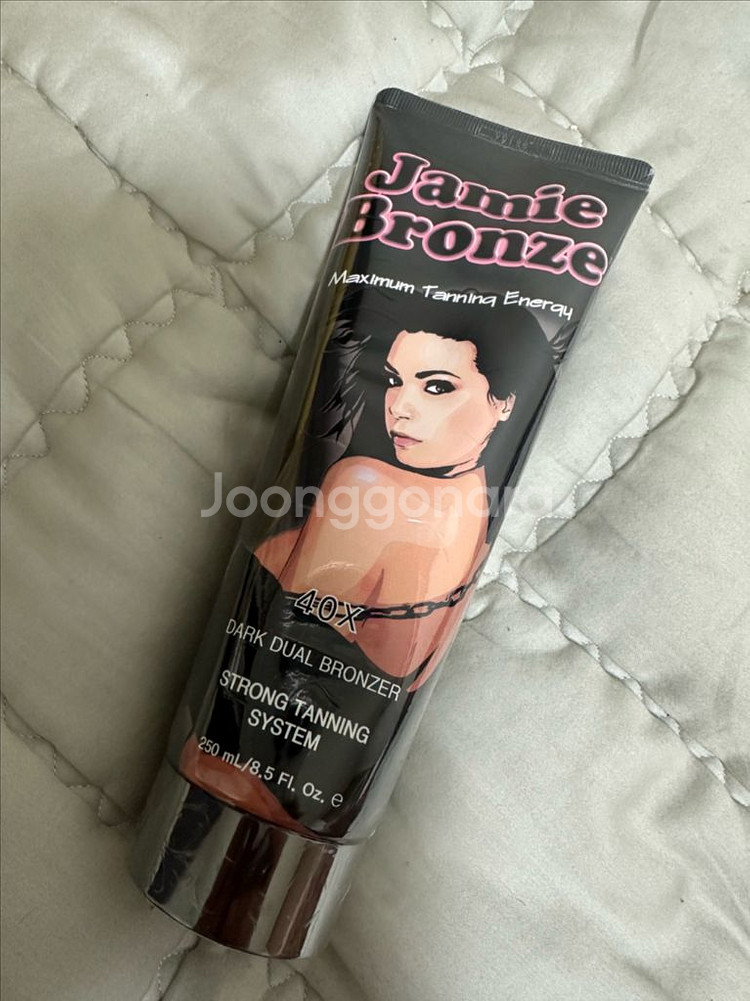 Jamie
Bronze
Maximum Tanning Energy
Joonggonara
40X
DARK DUAL BRONZER
STRONG TANNING
SYSTEM
250 mL/8.5 Fl. Oz. ℮